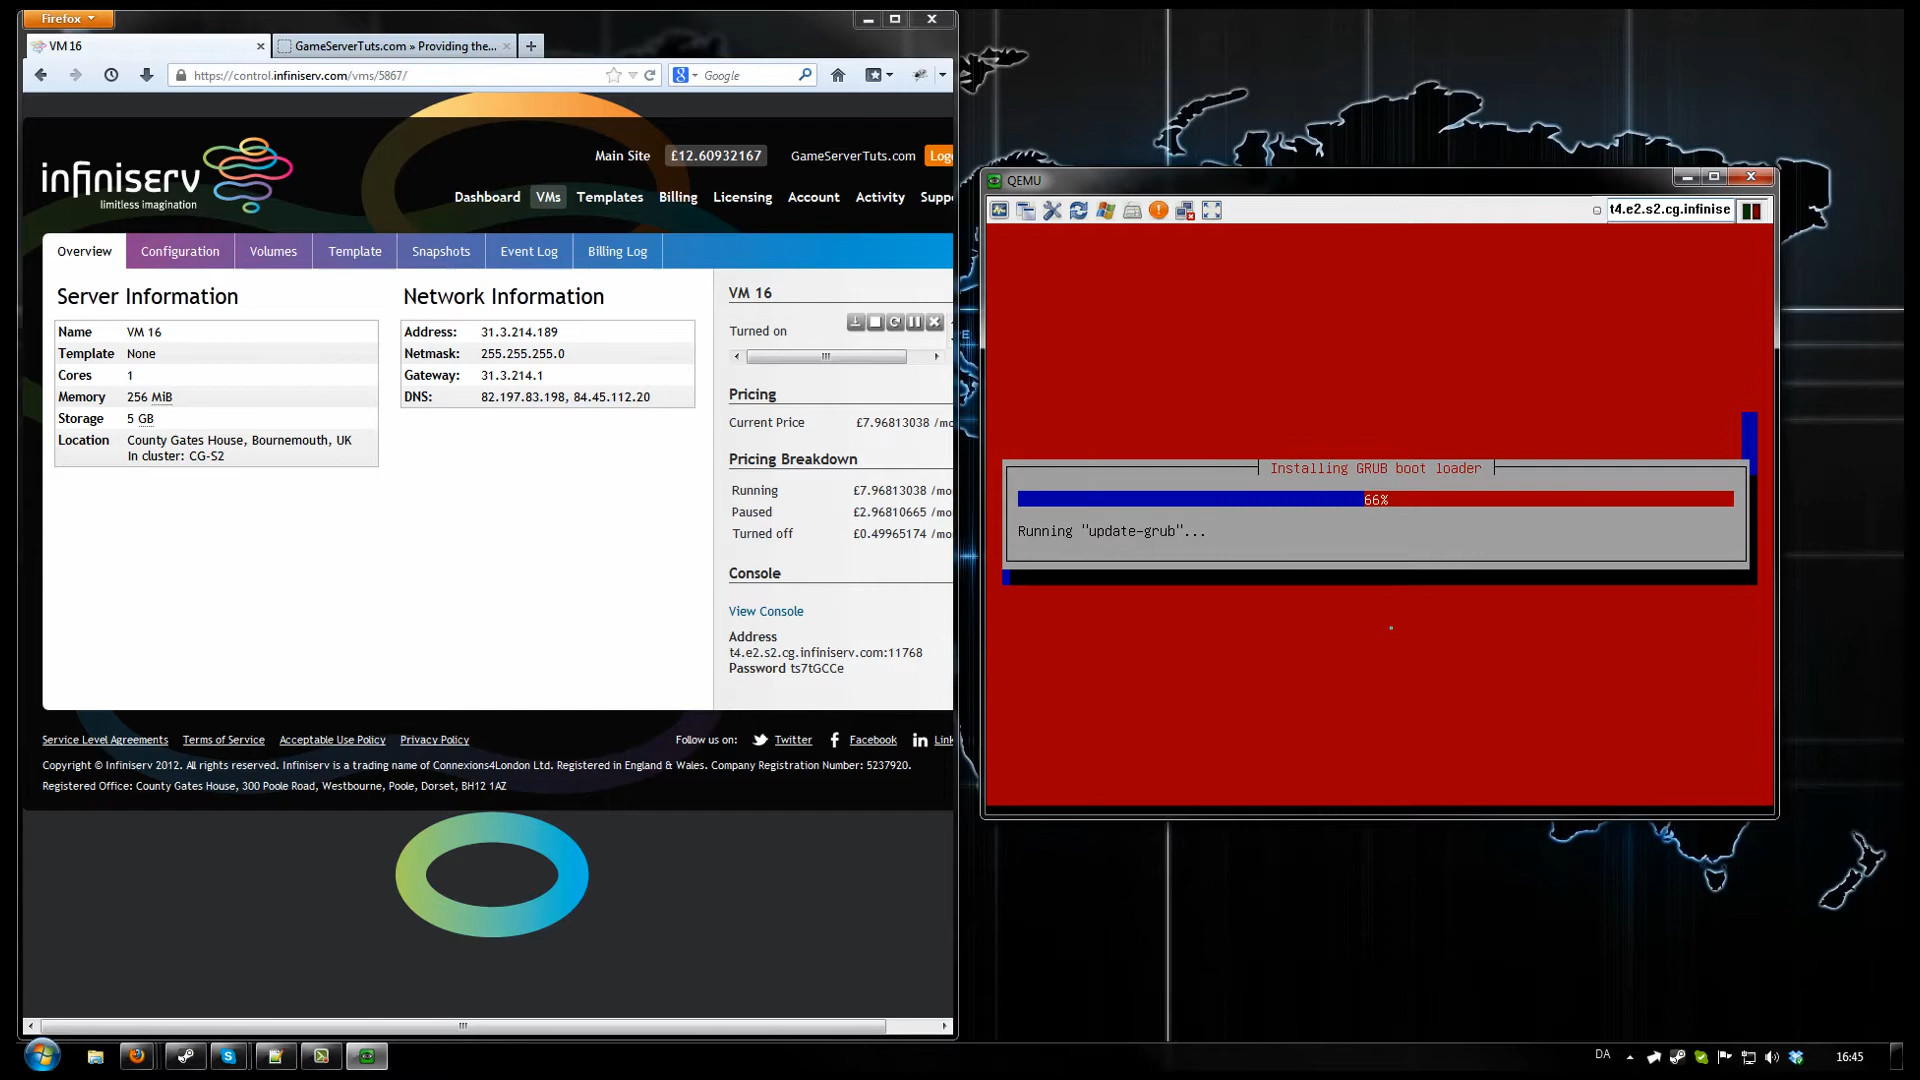 Firefox
VM 16
GameServerTuts.com » Providing the...
https://control.infiniserv.com/vms/5867/
Google
infiniserv
limitless imagination
Main Site
£12.60932167
GameServerTuts.com
Logo
Dashboard
VMs
Templates
Billing
Licensing
Account
Activity
Supp
Overview
Configuration
Volumes
Template
Snapshots
Event Log
Billing Log
Server Information
Name VM 16
Template None
Cores 1
Memory 256 MiB
Storage 5 GB
Location County Gates House, Bournemouth, UK
In cluster: CG-S2
Network Information
Address: 31.3.214.189
Netmask: 255.255.255.0
Gateway: 31.3.214.1
DNS: 82.197.83.198, 84.45.112.20
VM 16
Turned on
Pricing
Current Price £7.96813038 /mo
Pricing Breakdown
Running £7.96813038 /mo
Paused £2.96810665 /mo
Turned off £0.49965174 /mo
Console
View Console
Address
t4.e2.s2.cg.infiniserv.com:11768
Password ts7tGCCe
Service Level Agreements
Terms of Service
Acceptable Use Policy
Privacy Policy
Follow us on:
Twitter
Facebook
Link
Copyright © Infiniserv 2012. All rights reserved. Infiniserv is a trading name of Connexions4London Ltd. Registered in England & Wales. Company Registration Number: 5237920.
Registered Office: County Gates House, 300 Poole Road, Westbourne, Poole, Dorset, BH12 1AZ
QEMU
t4.e2.s2.cg.infinise
Installing GRUB boot loader
66%
Running "update-grub"...
DA
16:45